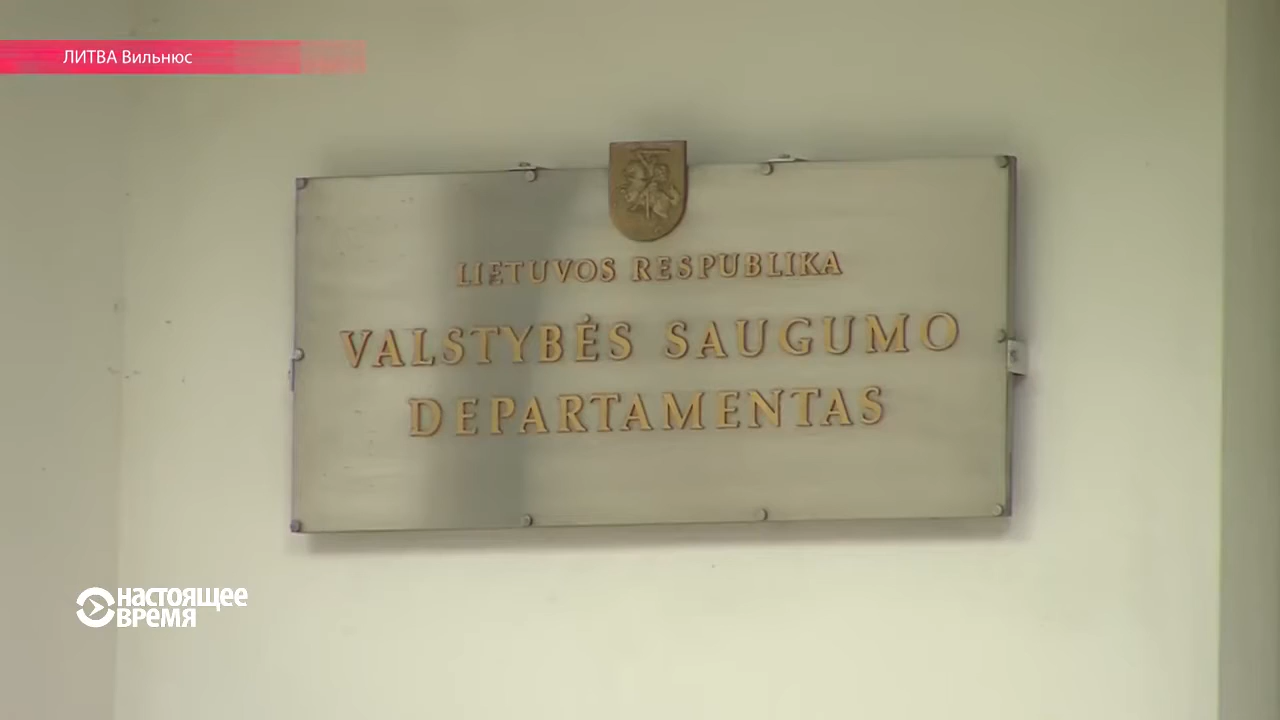 ЛИТВА Вильнюс
LIETUVOS RESPUBLIKA
VALSTYBĖS SAUGUMO
DEPARTAMENTAS
НАСТОЯЩЕЕ
ВРЕМЯ